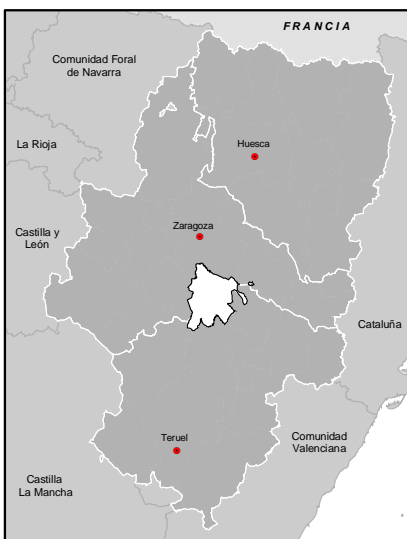 FRANCIA
Comunidad Foral
de Navarra
La Rioja
Huesca
Castilla y
León
Zaragoza
Cataluña
Teruel
Comunidad
Valenciana
Castilla
La Mancha